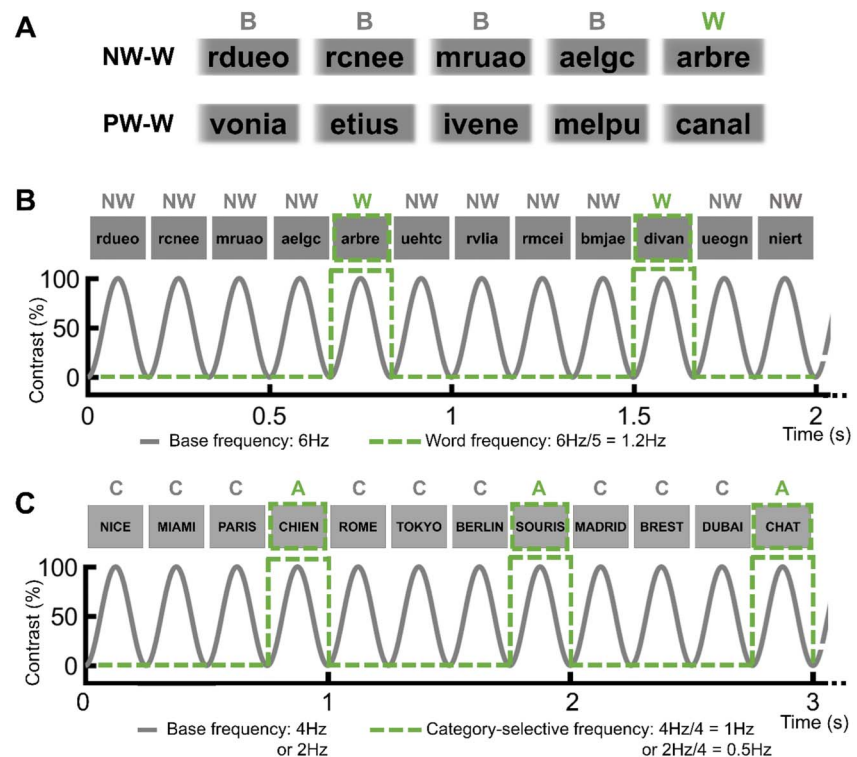 A
B B B B W
NW-W rdueo rcnee mruao aelgc arbre
PW-W vonia etius ivene melpu canal
B
NW NW NW NW W NW NW NW NW W NW NW
rdueo rcnee mruao aelgc arbre uehtc rvlia rmcei bmjae divan ueogn niert
Contrast (%)
100
50
0
0 0.5 1 1.5 2
Time (s)
Base frequency: 6Hz Word frequency: 6Hz/5 = 1.2Hz
C
C C C A C C C A C C C A
NICE MIAMI PARIS CHIEN ROME TOKYO BERLIN SOURIS MADRID BREST DUBAI CHAT
Contrast (%)
100
50
0
0 1 2 3
Time (s)
Base frequency: 4Hz Category-selective frequency: 4Hz/4 = 1Hz
or 2Hz or 2Hz/4 = 0.5Hz